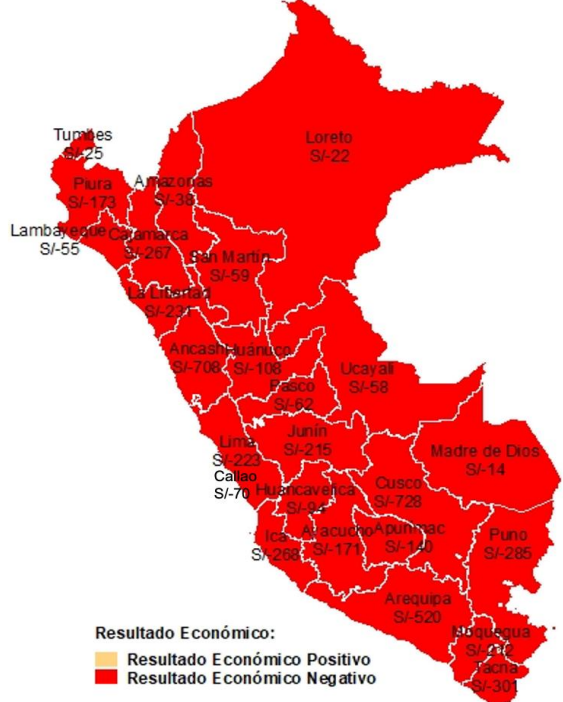 Loreto
S/-22
Tumbes
S/-25
Piura
S/-173
Amazonas
S/-38
Lambayeque
S/-55
Cajamarca
S/-267
San Martín
S/-59
La Libertad
S/-231
Ancash
S/-708
Huánuco
S/-108
Ucayali
S/-58
Pasco
S/-62
Junín
S/-215
Lima
S/-223
Callao
S/-70
Madre de Dios
S/-14
Cusco
S/-728
Huancavelica
S/-94
Ica
S/-268
Ayacucho
S/-171
Apurímac
S/-140
Puno
S/-285
Arequipa
S/-520
Moquegua
Tacna
S/-301
Resultado Económico:
Resultado Económico Positivo
Resultado Económico Negativo